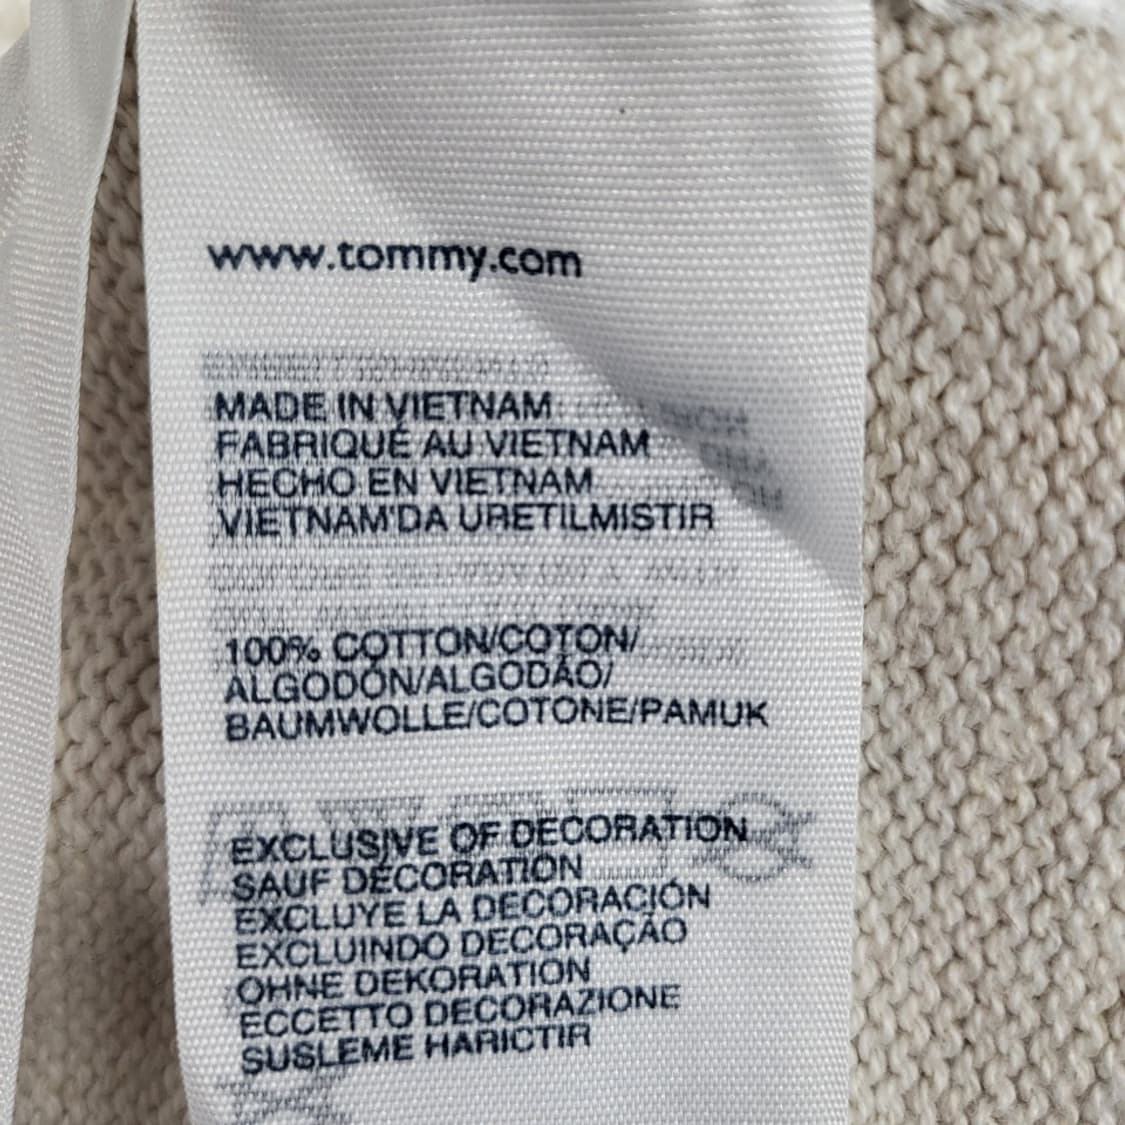 www.tommy.com
MADE IN VIETNAM
FABRIQUÉ AU VIETNAM
HECHO EN VIETNAM
VIETNAM'DA URETILMISTIR
100% COTTON/COTON/
ALGODÓN/ALGODÃO/
BAUMWOLLE/COTONE/PAMUK
EXCLUSIVE OF DECORATION
SAUF DÉCORATION
EXCLUYE LA DECORACIÓN
EXCLUINDO DECORAÇÃO
OHNE DEKORATION
ECCETTO DECORAZIONE
SUSLEME HARICTIR